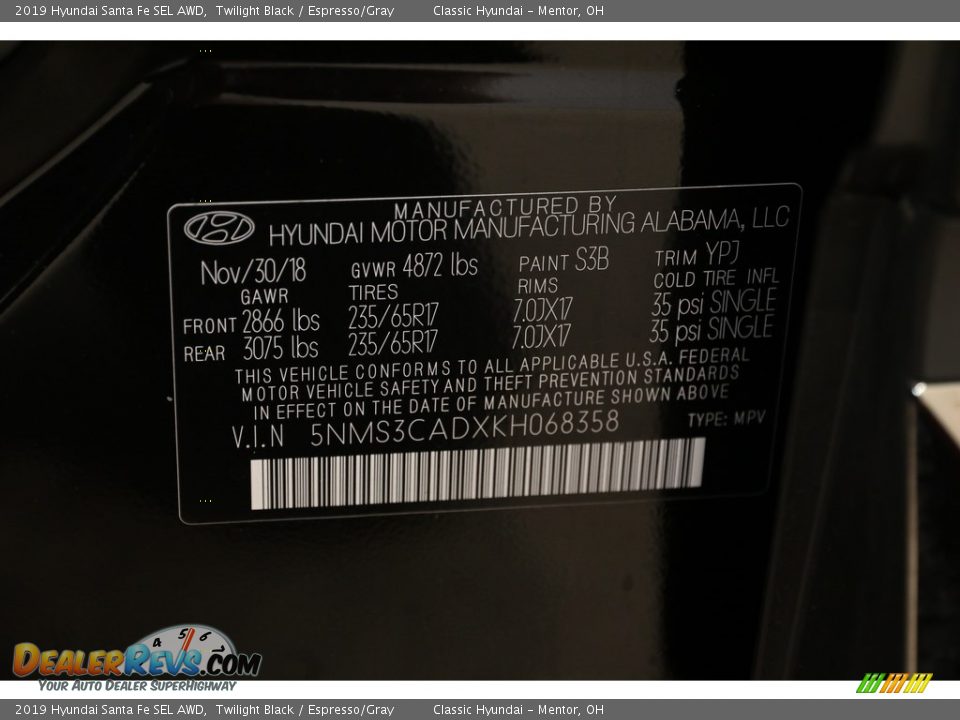 2019 Hyundai Santa Fe SEL AWD, Twilight Black / Espresso/Gray Classic Hyundai - Mentor, OH
MANUFACTURED BY
HYUNDAI MOTOR MANUFACTURING ALABAMA, LLC
Nov/30/18 GVWR 4872 lbs PAINT S3B TRIM YPJ
GAWR TIRES RIMS COLD TIRE INFL
FRONT 2866 lbs 235/65R17 7.0JX17 35 psi SINGLE
REAR 3075 lbs 235/65R17 7.0JX17 35 psi SINGLE
THIS VEHICLE CONFORMS TO ALL APPLICABLE U.S.A. FEDERAL
MOTOR VEHICLE SAFETY AND THEFT PREVENTION STANDARDS
IN EFFECT ON THE DATE OF MANUFACTURE SHOWN ABOVE
V.I.N 5NMS3CADXKH068358 TYPE: MPV
4 5 6
DEALERREVS.COM
YOUR AUTO DEALER SUPERHIGHWAY
2019 Hyundai Santa Fe SEL AWD, Twilight Black / Espresso/Gray Classic Hyundai - Mentor, OH